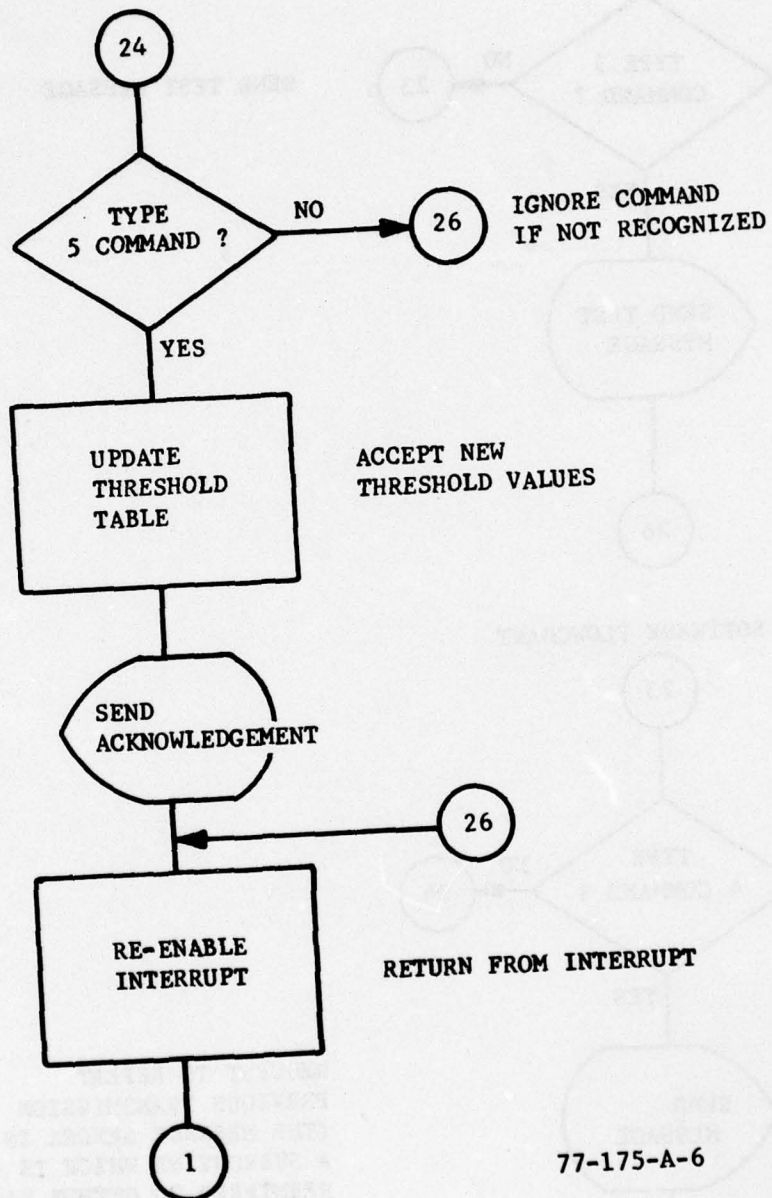 24
TYPE
5 COMMAND ?
NO
26
IGNORE COMMAND
IF NOT RECOGNIZED
YES
UPDATE
THRESHOLD
TABLE
ACCEPT NEW
THRESHOLD VALUES
SEND
ACKNOWLEDGEMENT
26
RE-ENABLE
INTERRUPT
RETURN FROM INTERRUPT
1
77-175-A-6